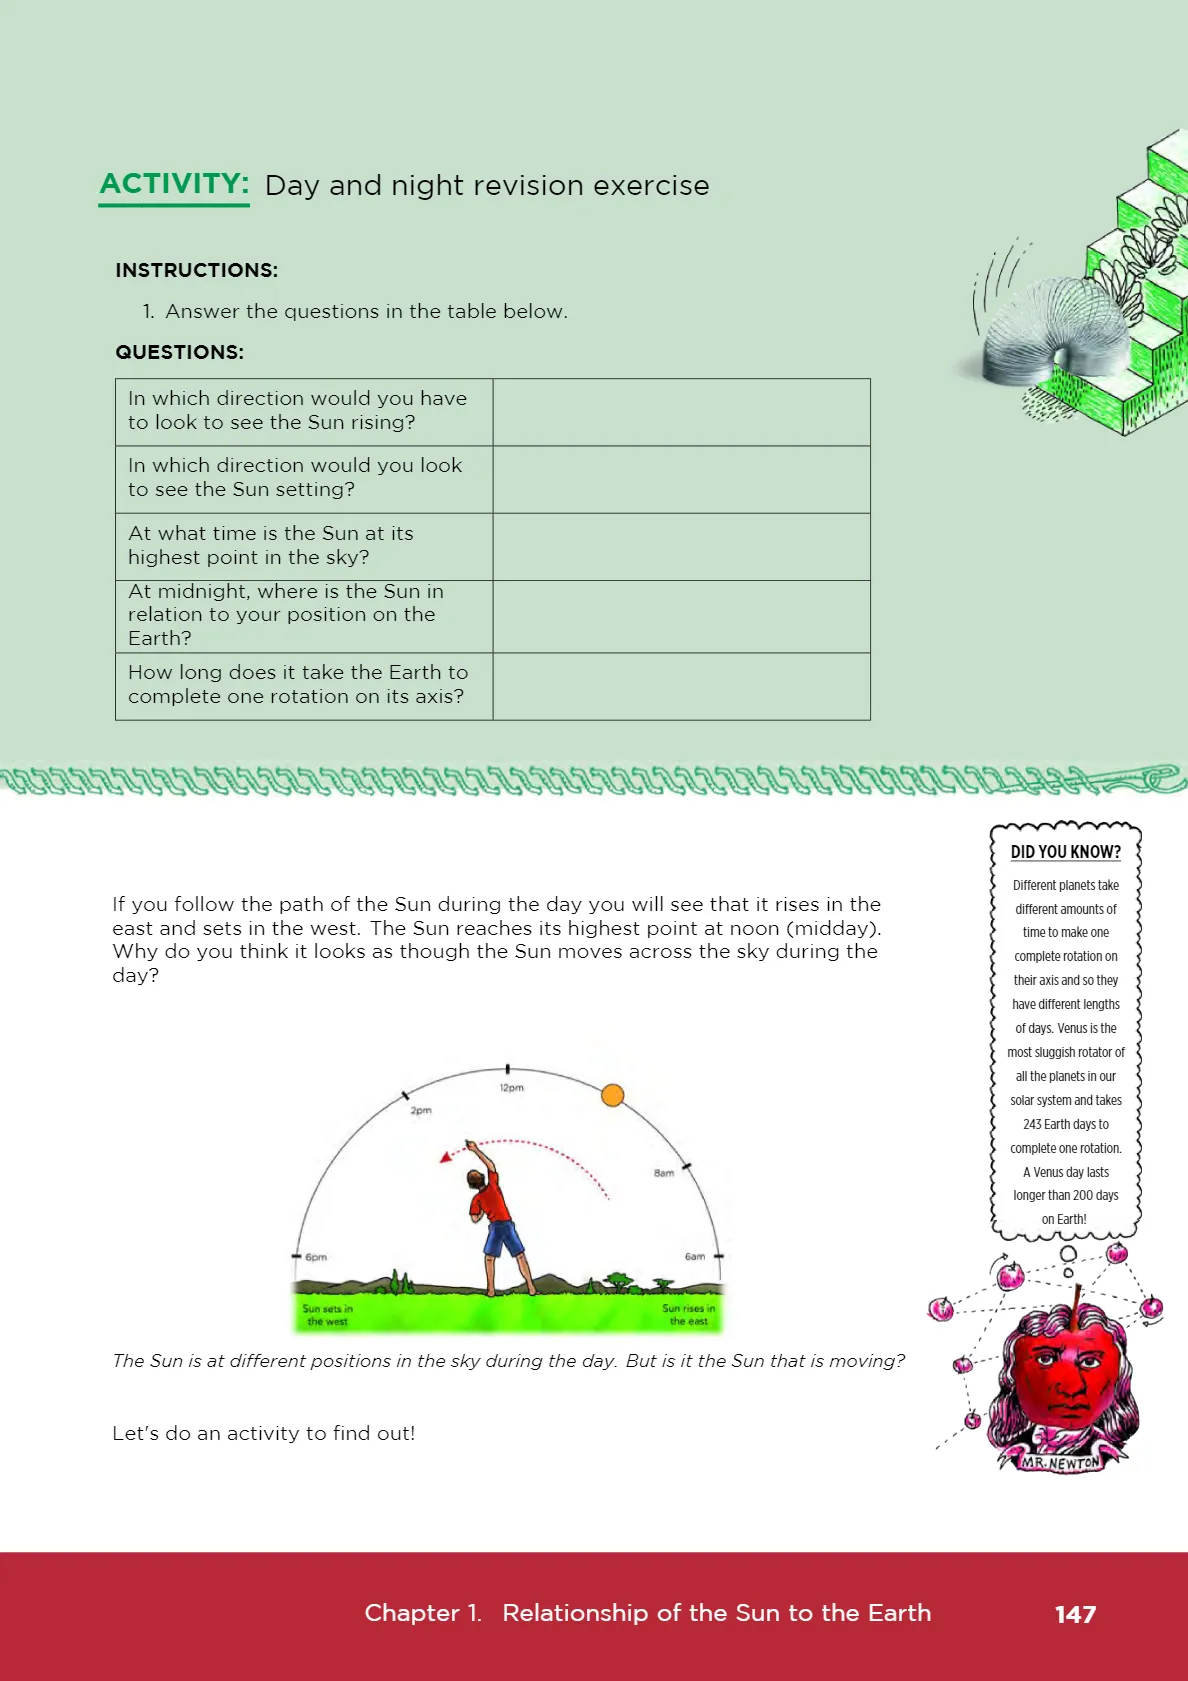 ACTIVITY: Day and night revision exercise
INSTRUCTIONS:
1. Answer the questions in the table below.
QUESTIONS:
In which direction would you have
to look to see the Sun rising?
In which direction would you look
to see the Sun setting?
At what time is the Sun at its
highest point in the sky?
At midnight, where is the Sun in
relation to your position on the
Earth?
How long does it take the Earth to
complete one rotation on its axis?
If you follow the path of the Sun during the day you will see that it rises in the
east and sets in the west. The Sun reaches its highest point at noon (midday).
Why do you think it looks as though the Sun moves across the sky during the
day?
12pm
2pm
8am
6pm
6am
Sun sets in
the west
Sun rises in
the east
The Sun is at different positions in the sky during the day. But is it the Sun that is moving?
Let's do an activity to find out!
DID YOU KNOW?
Different planets take
different amounts of
time to make one
complete rotation on
their axis and so they
have different lengths
of days. Venus is the
most sluggish rotator of
all the planets in our
solar system and takes
243 Earth days to
complete one rotation.
A Venus day lasts
longer than 200 days
on Earth!
MR. NEWTON
Chapter 1. Relationship of the Sun to the Earth 147